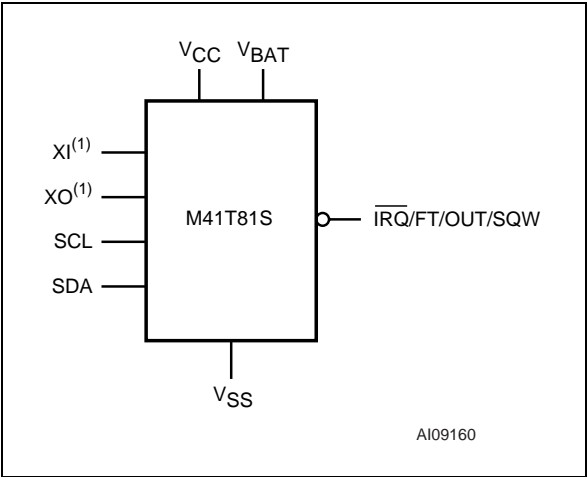 VCC VBAT
XI(1)
XO(1)
SCL
SDA
M41T81S
IRQ/FT/OUT/SQW
VSS
AI09160